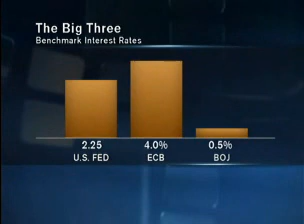 The Big Three
Benchmark Interest Rates
2.25 4.0% 0.5%
U.S. FED ECB BOJ